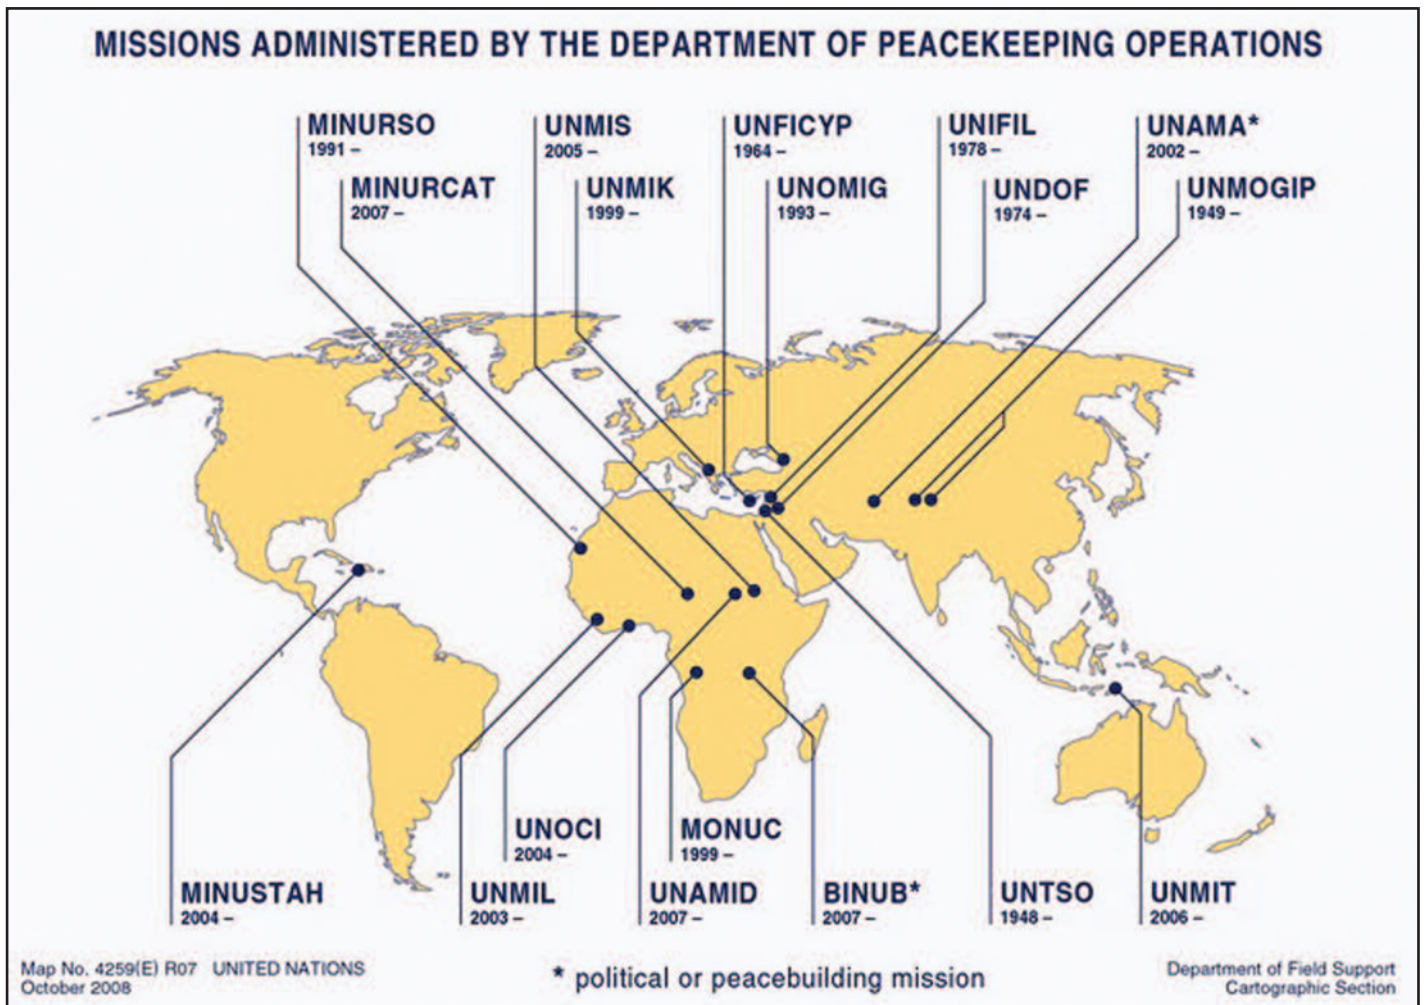 MISSIONS ADMINISTERED BY THE DEPARTMENT OF PEACEKEEPING OPERATIONS
MINURSO
1991 –
UNMIS
2005 –
UNFICYP
1964 –
UNIFIL
1978 –
UNAMA*
2002 –
MINURCAT
2007 –
UNMIK
1999 –
UNOMIG
1993 –
UNDOF
1974 –
UNMOGIP
1949 –
UNOCI
2004 –
MONUC
1999 –
MINUSTAH
2004 –
UNMIL
2003 –
UNAMID
2007 –
BINUB*
2007 –
UNTSO
1948 –
UNMIT
2006 –
Map No. 4259(E) R07 UNITED NATIONS
October 2008
* political or peacebuilding mission
Department of Field Support
Cartographic Section